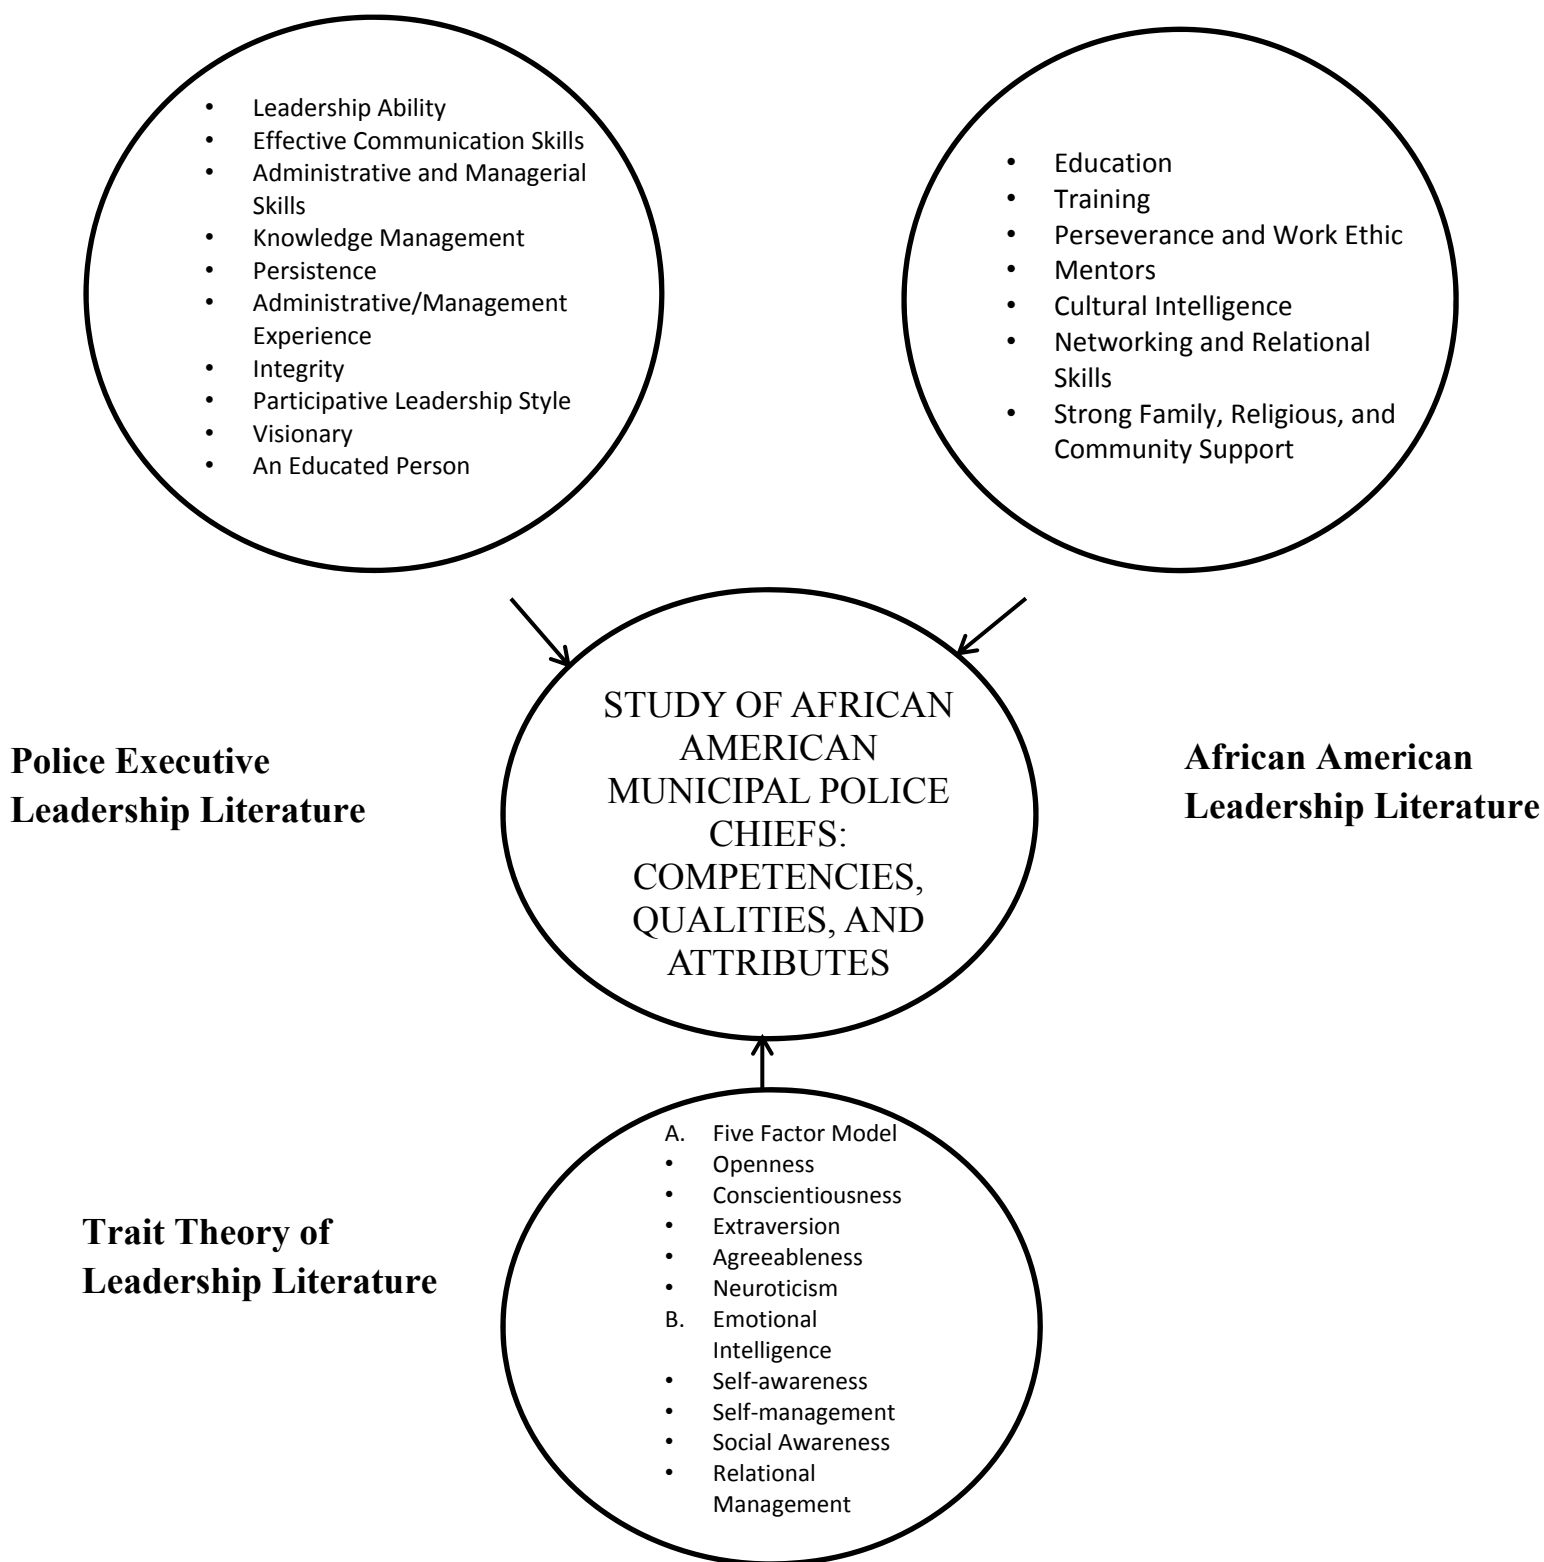 • Leadership Ability
• Effective Communication Skills
• Administrative and Managerial
Skills
• Knowledge Management
• Persistence
• Administrative/Management
Experience
• Integrity
• Participative Leadership Style
• Visionary
• An Educated Person
• Education
• Training
• Perseverance and Work Ethic
• Mentors
• Cultural Intelligence
• Networking and Relational
Skills
• Strong Family, Religious, and
Community Support
Police Executive
Leadership Literature
STUDY OF AFRICAN
AMERICAN
MUNICIPAL POLICE
CHIEFS:
COMPETENCIES,
QUALITIES, AND
ATTRIBUTES
African American
Leadership Literature
Trait Theory of
Leadership Literature
A. Five Factor Model
• Openness
• Conscientiousness
• Extraversion
• Agreeableness
• Neuroticism
B. Emotional
Intelligence
• Self-awareness
• Self-management
• Social Awareness
• Relational
Management